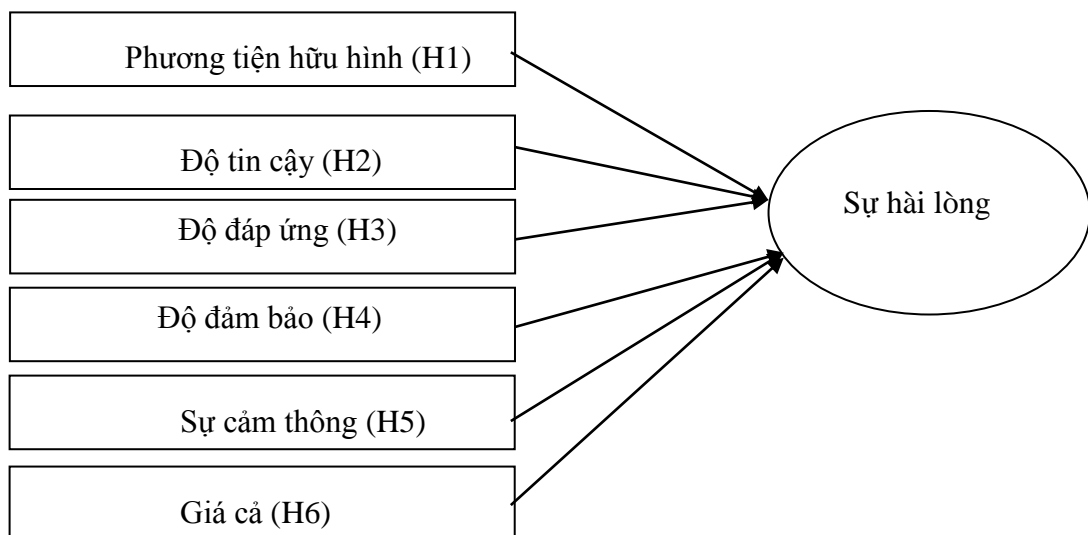 Phương tiện hữu hình (H1)
Độ tin cậy (H2)
Độ đáp ứng (H3)
Độ đảm bảo (H4)
Sự cảm thông (H5)
Giá cả (H6)
Sự hài lòng